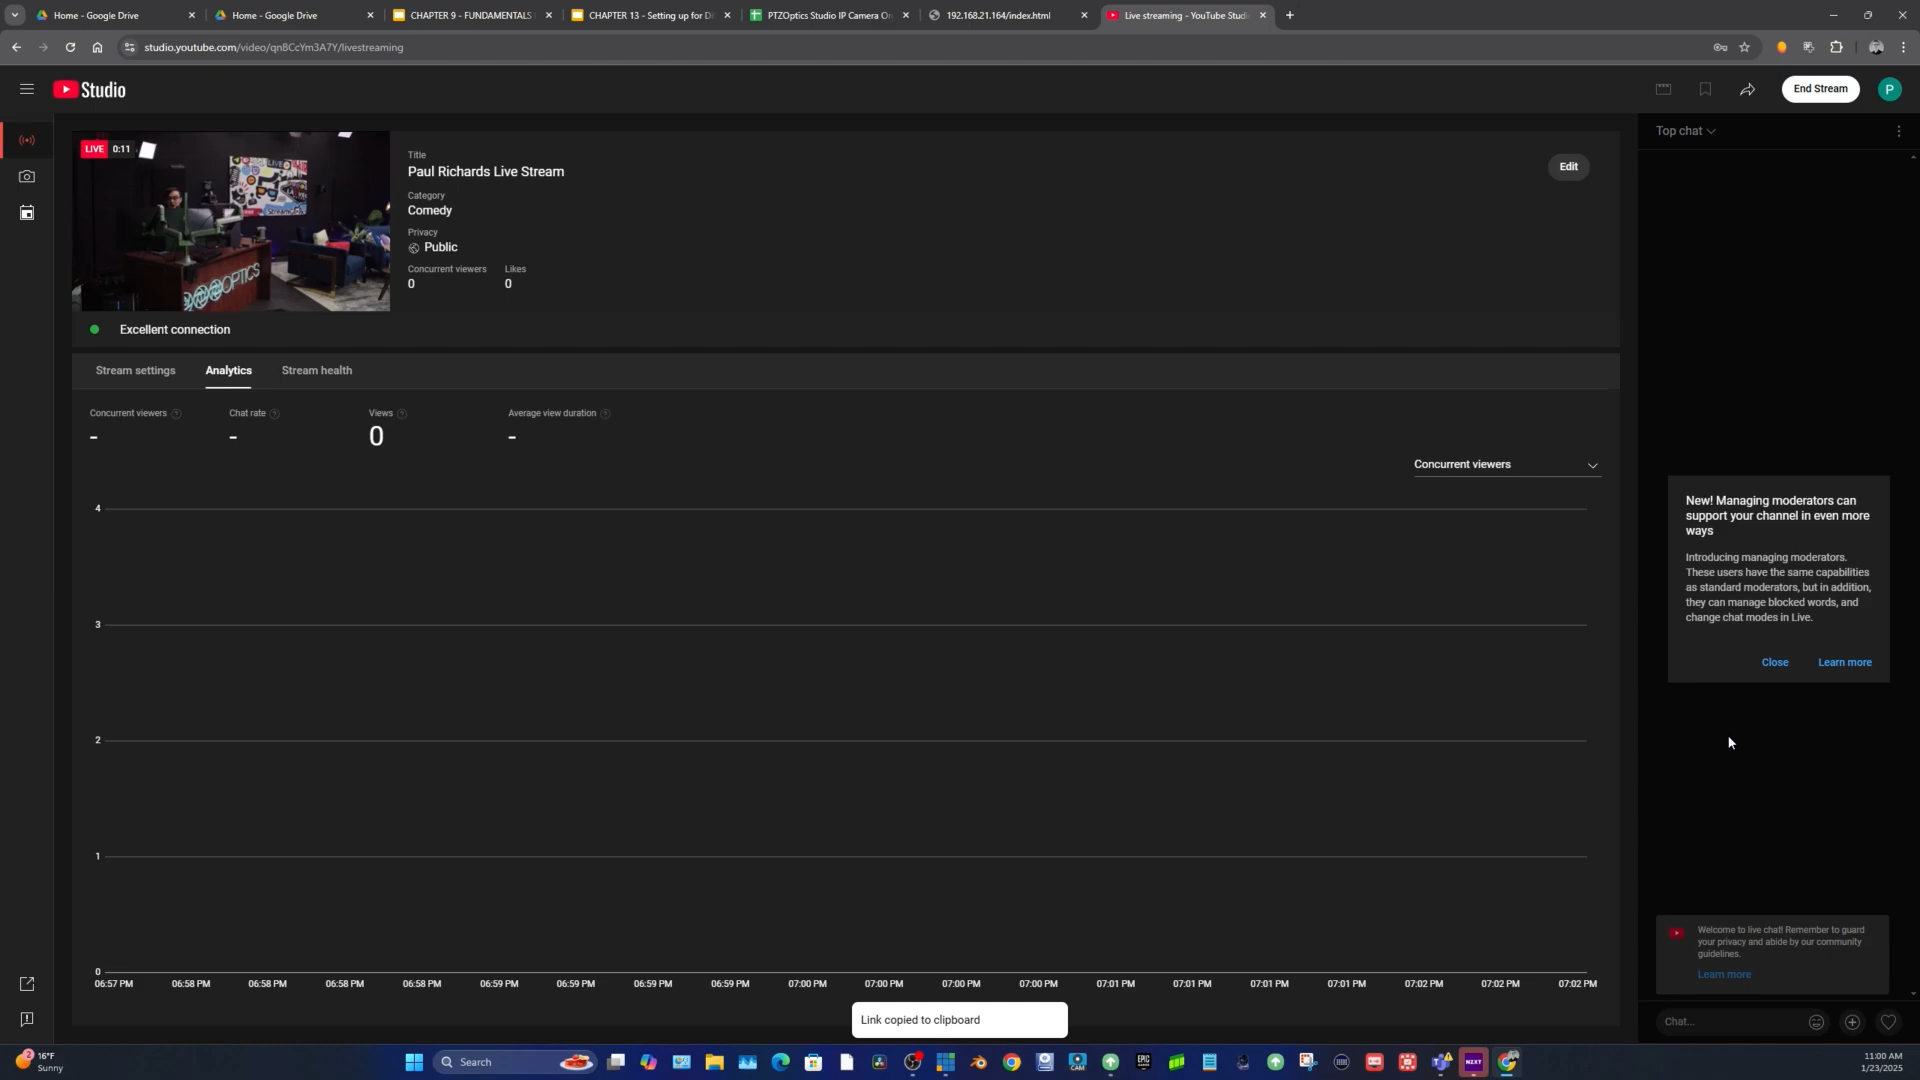 Home - Google Drive
Home - Google Drive
CHAPTER 9 - FUNDAMENTALS
CHAPTER 13 - Setting up for Di
PTZOptics Studio IP Camera Or
192.168.21.164/index.html
Live streaming - YouTube Studi
studio.youtube.com/video/qnBCcYm3A7Y/livestreaming
Studio
End Stream
P
LIVE 0:11
OPTICS
Title
Paul Richards Live Stream
Category
Comedy
Privacy
Public
Concurrent viewers Likes
0 0
Edit
Excellent connection
Stream settings Analytics Stream health
Concurrent viewers Chat rate Views Average view duration
- - 0 -
Concurrent viewers
4
3
2
1
0
06:57 PM 06:58 PM 06:58 PM 06:58 PM 06:58 PM 06:59 PM 06:59 PM 06:59 PM 06:59 PM 07:00 PM 07:00 PM 07:00 PM 07:00 PM 07:01 PM 07:01 PM 07:01 PM 07:01 PM 07:02 PM 07:02 PM 07:02 PM
Link copied to clipboard
Top chat
New! Managing moderators can
support your channel in even more
ways
Introducing managing moderators.
These users have the same capabilities
as standard moderators, but in addition,
they can manage blocked words, and
change chat modes in Live.
Close Learn more
Welcome to live chat! Remember to guard
your privacy and abide by our community
guidelines.
Learn more
Chat...
2
16°F
Sunny
Search
CAM
EPIC
NEXT
11:00 AM
1/23/2025